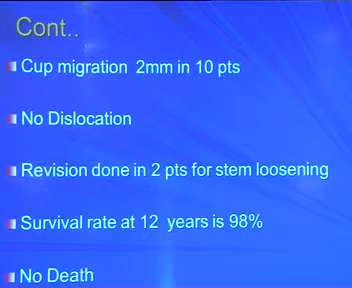 Cont..
Cup migration 2mm in 10 pts
No Dislocation
Revision done in 2 pts for stem loosening
Survival rate at 12 years is 98%
No Death